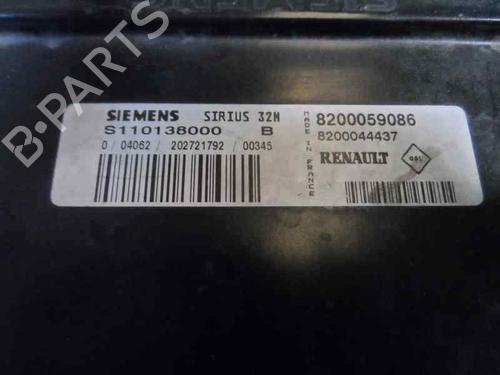 SIEMENS SIRIUS 32N
S110138000 B
0 / 04062 / 202721792 / 00345
MADE IN FRANCE
8200059086
8200044437
RENAULT
B-PARTS